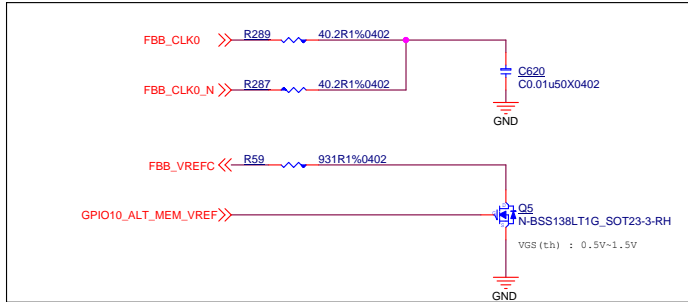 FBB_CLK0 R289 40.2R1%0402
FBB_CLK0_N R287 40.2R1%0402
C620
C0.01u50X0402
GND
FBB_VREFC R59 931R1%0402
GPIO10_ALT_MEM_VREF
Q5
N-BSS138LT1G_SOT23-3-RH
VGS(th) : 0.5V~1.5V
GND